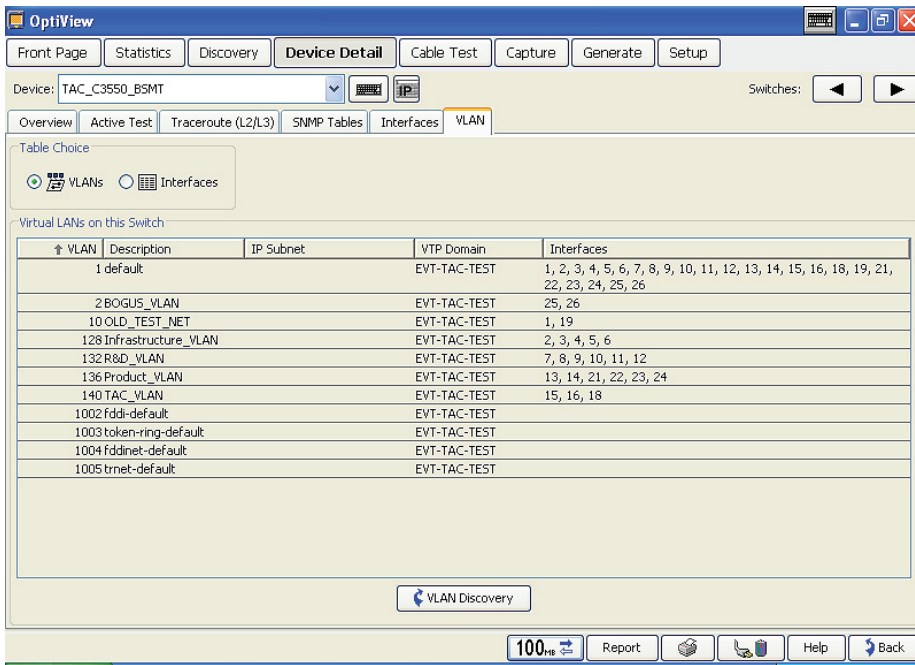 OptiView
Front Page Statistics Discovery Device Detail Cable Test Capture Generate Setup
Device: TAC_C3550_BSMT IP Switches:
Overview Active Test Traceroute (L2/L3) SNMP Tables Interfaces VLAN
Table Choice
VLANs Interfaces
Virtual LANs on this Switch
VLAN Description IP Subnet VTP Domain Interfaces
1 default EVT-TAC-TEST 1, 2, 3, 4, 5, 6, 7, 8, 9, 10, 11, 12, 13, 14, 15, 16, 18, 19, 21,
22, 23, 24, 25, 26
2 BOGUS_VLAN EVT-TAC-TEST 25, 26
10 OLD_TEST_NET EVT-TAC-TEST 1, 19
128 Infrastructure_VLAN EVT-TAC-TEST 2, 3, 4, 5, 6
132 R&D_VLAN EVT-TAC-TEST 7, 8, 9, 10, 11, 12
136 Product_VLAN EVT-TAC-TEST 13, 14, 21, 22, 23, 24
140 TAC_VLAN EVT-TAC-TEST 15, 16, 18
1002 fddi-default EVT-TAC-TEST
1003 token-ring-default EVT-TAC-TEST
1004 fddinet-default EVT-TAC-TEST
1005 trnet-default EVT-TAC-TEST
VLAN Discovery
100MB Report Help Back